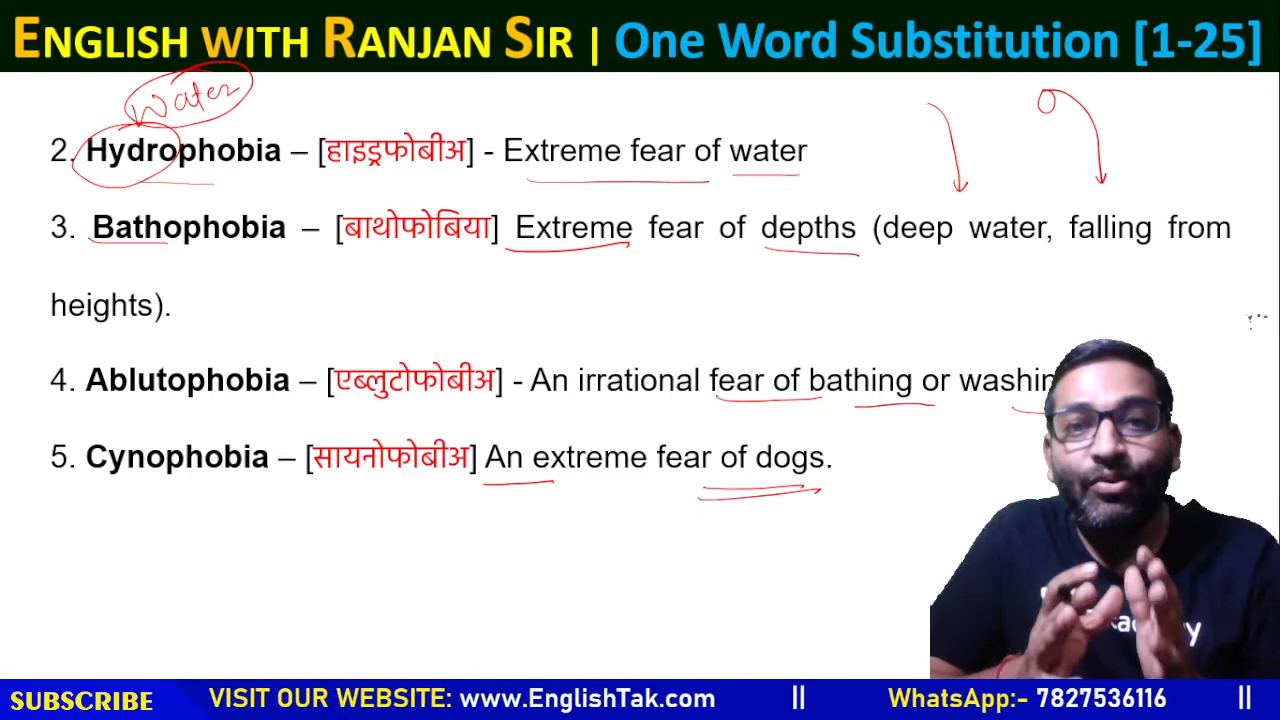 ENGLISH WITH RANJAN SIR | One Word Substitution [1-25]
Water
2. Hydrophobia – [हाइड्रफोबीअ] - Extreme fear of water
3. Bathophobia – [बाथोफोबिया] Extreme fear of depths (deep water, falling from
heights).
4. Ablutophobia – [एब्लुटोफोबीअ] - An irrational fear of bathing or
5. Cynophobia – [सायनोफोबीअ] An extreme fear of dogs.
SUBSCRIBE VISIT OUR WEBSITE: www.EnglishTak.com || WhatsApp:- 7827536116 ||